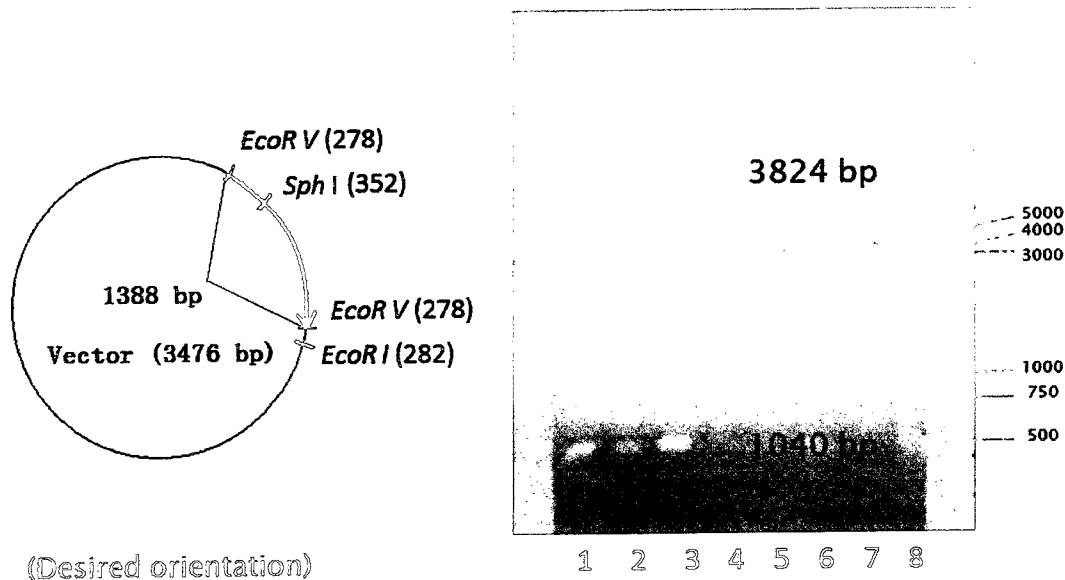 EcoR V (278)
Sph I (352)
1388 bp
EcoR V (278)
Vector (3476 bp)
EcoR I (282)
(Desired orientation)
3824 bp
5000
4000
3000
1000
750
500
1040 bp
1 2 3 4 5 6 7 8